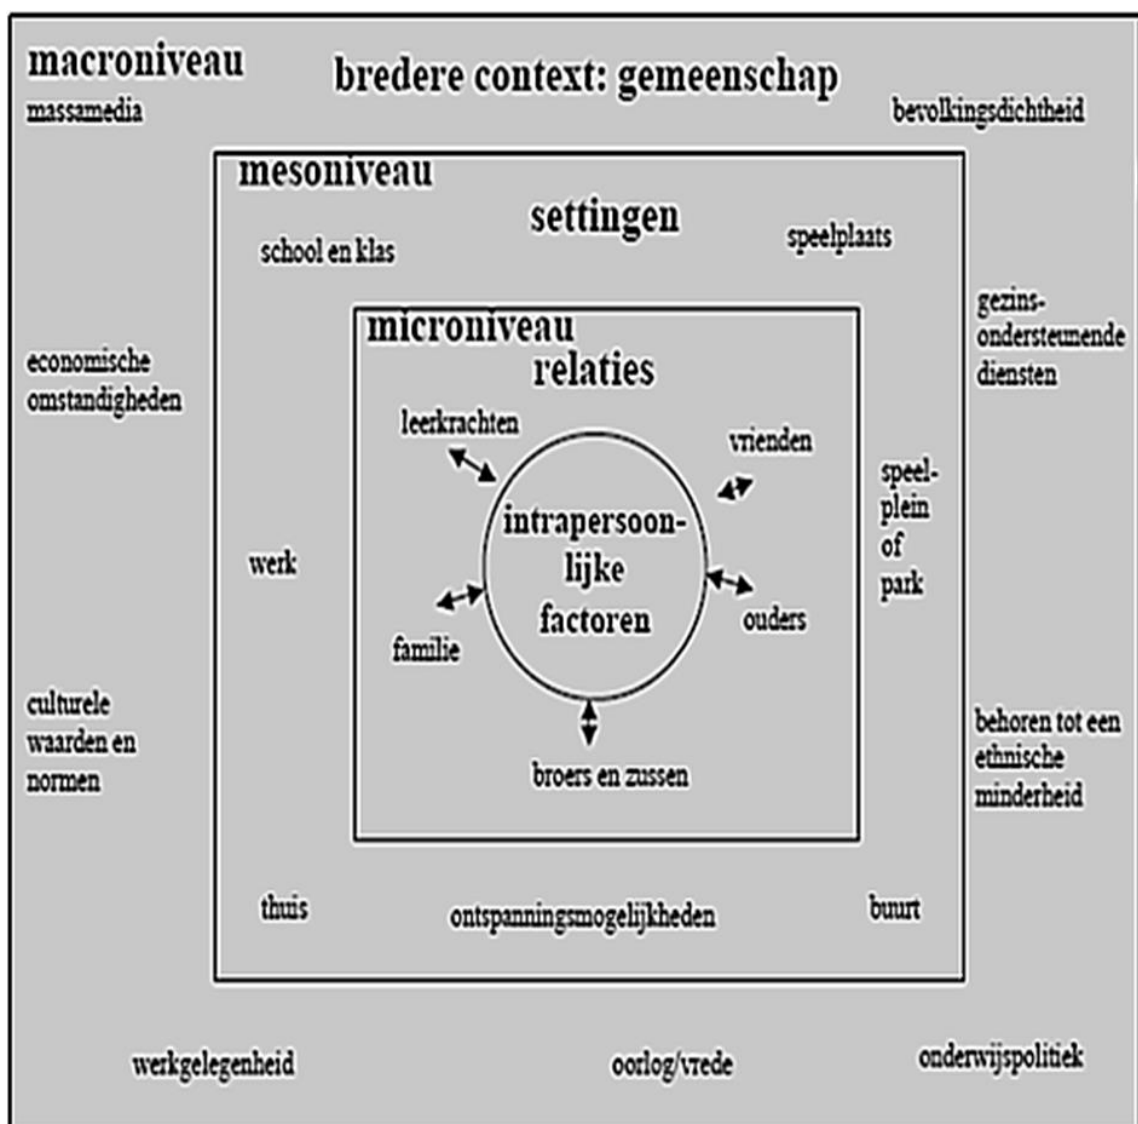 macroniveau
bredere context: gemeenschap
massamedia
bevolkingsdichtheid
mesoniveau
settingen
school en klas
speelplaats
microniveau
relaties
gezins-
ondersteunende
diensten
economische
omstandigheden
leerkrachten
vrienden
speel-
plein
of
park
intrapersoon-
lijke
factoren
werk
familie
ouders
culturele
waarden en
normen
behoren tot een
ethnische
minderheid
broers en zussen
thuis
ontspanningsmogelijkheden
buurt
werkgelegenheid
oorlog/vrede
onderwijspolitiek